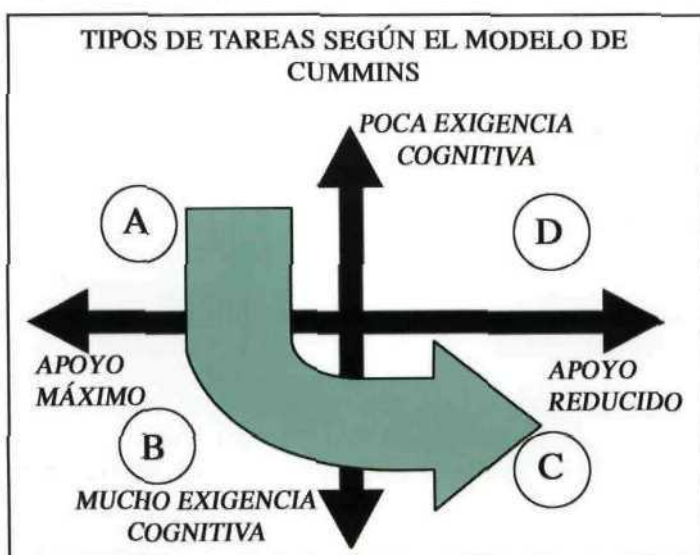 TIPOS DE TAREAS SEGÚN EL MODELO DE
CUMMINS
POCA EXIGENCIA
COGNITIVA
A
D
APOYO
MÁXIMO
APOYO
REDUCIDO
B
C
MUCHO EXIGENCIA
COGNITIVA